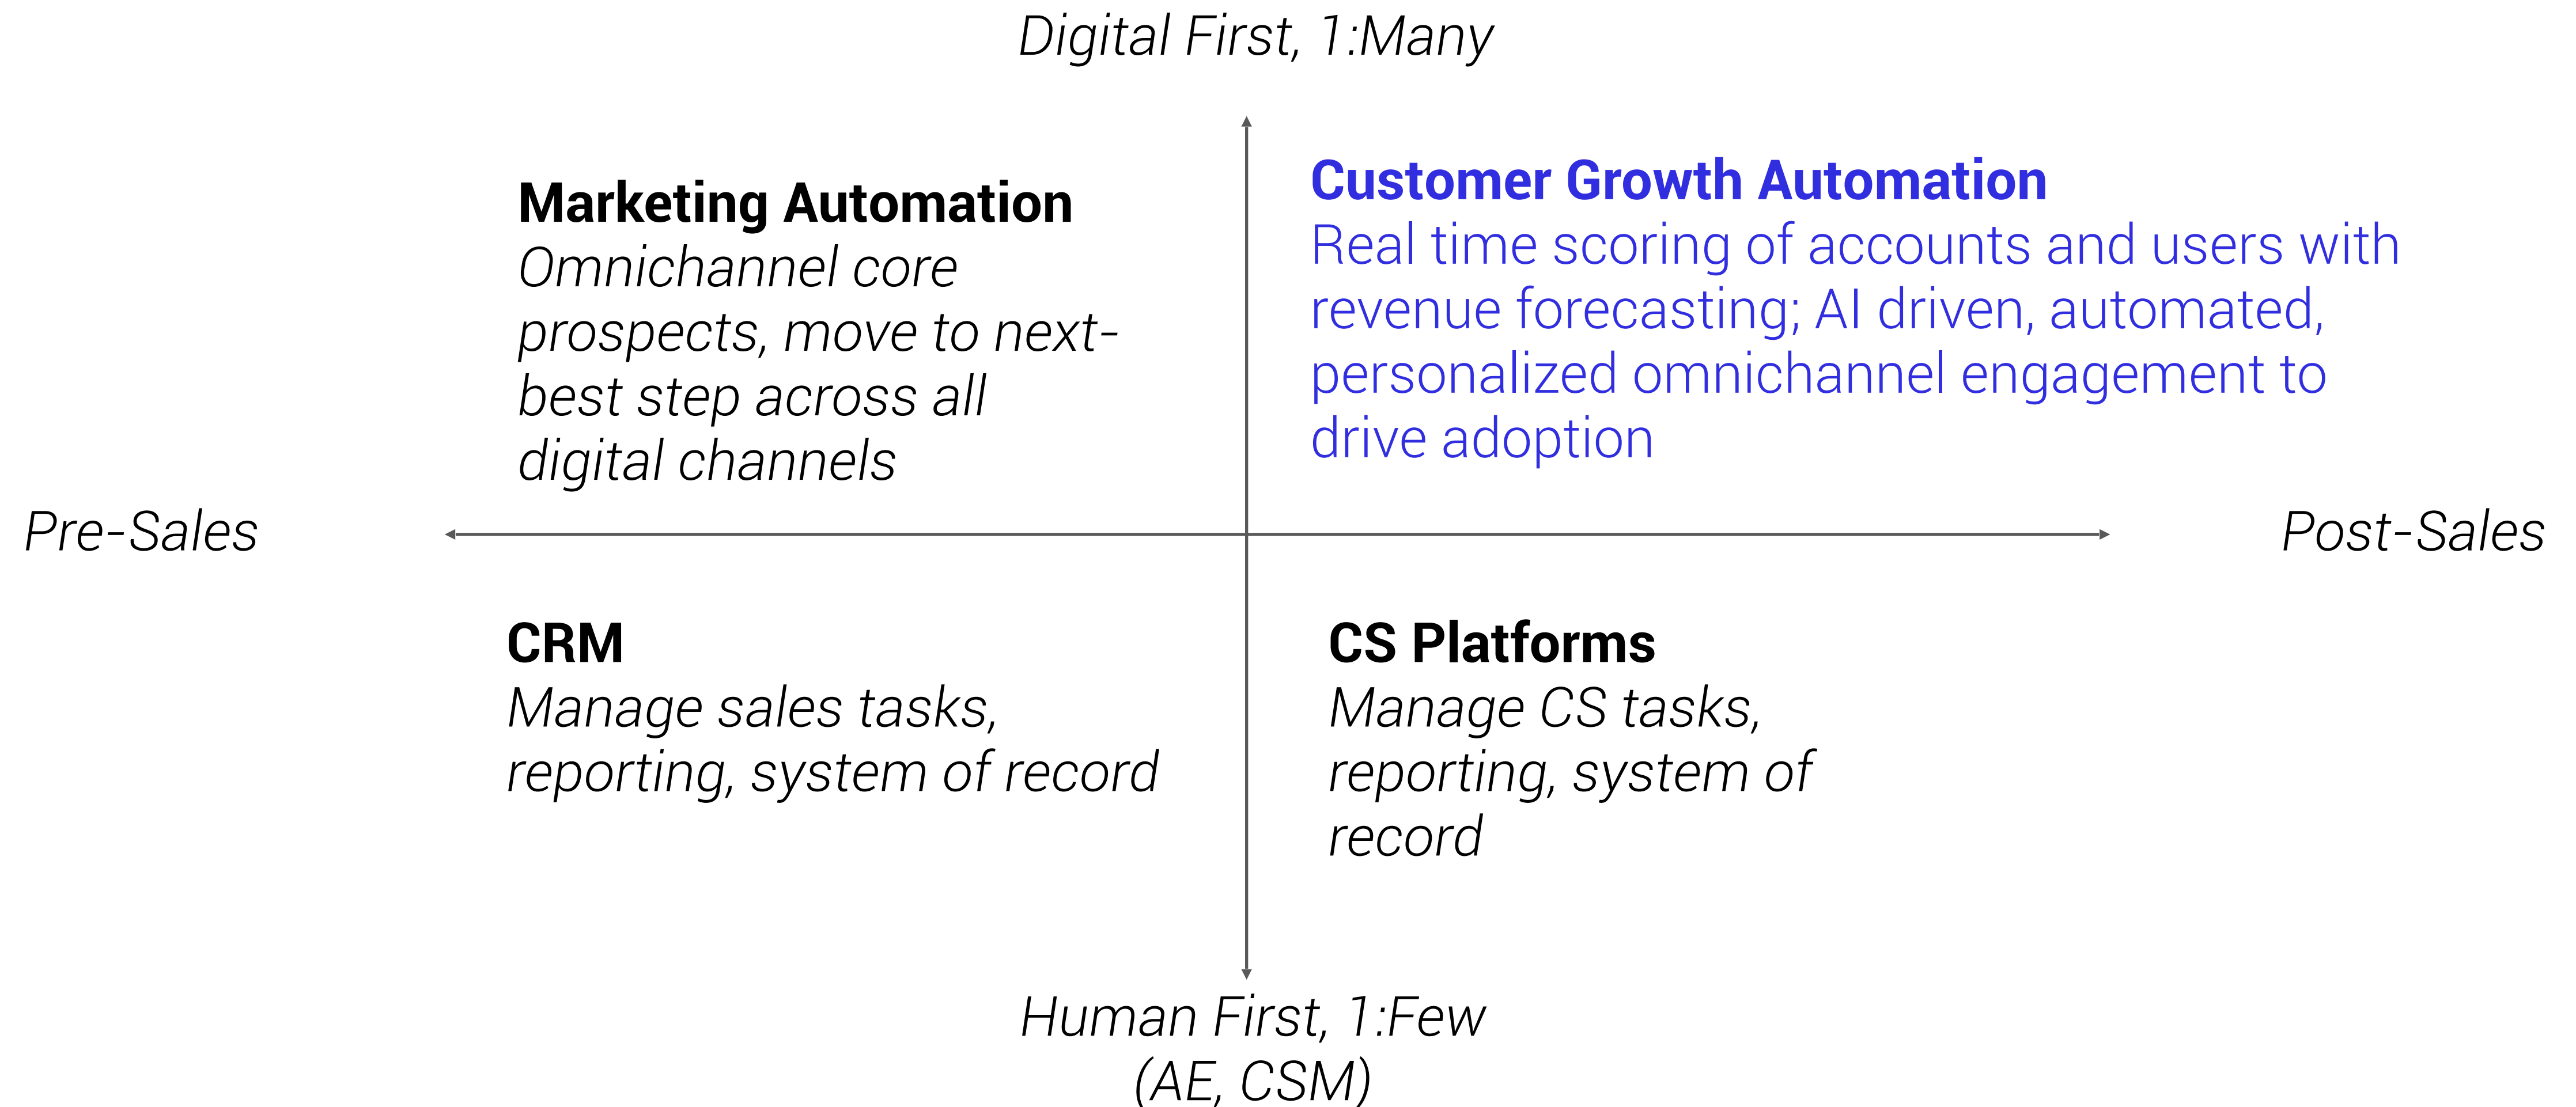 Digital First, 1:Many
Marketing Automation
Omnichannel core
prospects, move to next-
best step across all
digital channels
Customer Growth Automation
Real time scoring of accounts and users with
revenue forecasting; AI driven, automated,
personalized omnichannel engagement to
drive adoption
Pre-Sales
Post-Sales
CRM
Manage sales tasks,
reporting, system of record
CS Platforms
Manage CS tasks,
reporting, system of
record
Human First, 1:Few
(AE, CSM)